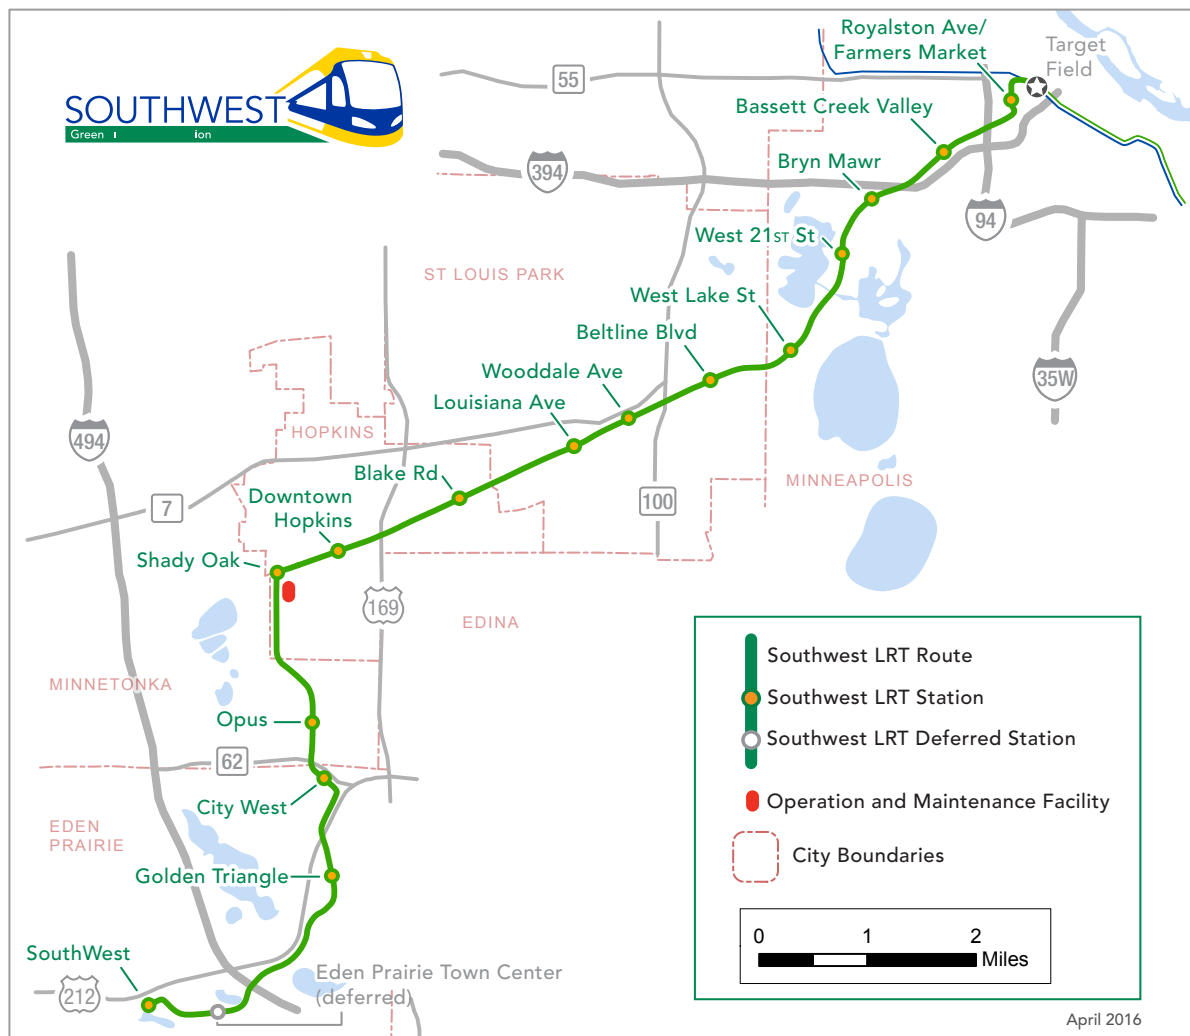 SOUTHWEST
Green
ion
Royalston Ave/
Farmers Market
Target
Field
55
Bassett Creek Valley
Bryn Mawr
394
94
West 21ST St
ST LOUIS PARK
West Lake St
Beltline Blvd
Wooddale Ave
Louisiana Ave
35W
494
HOPKINS
Blake Rd
MINNEAPOLIS
7
Downtown
Hopkins
100
Shady Oak
169
EDINA
MINNETONKA
Opus
62
City West
EDEN
PRAIRIE
Golden Triangle
SouthWest
212
Eden Prairie Town Center
(deferred)
Southwest LRT Route
Southwest LRT Station
Southwest LRT Deferred Station
Operation and Maintenance Facility
City Boundaries
0 1 2
Miles
April 2016